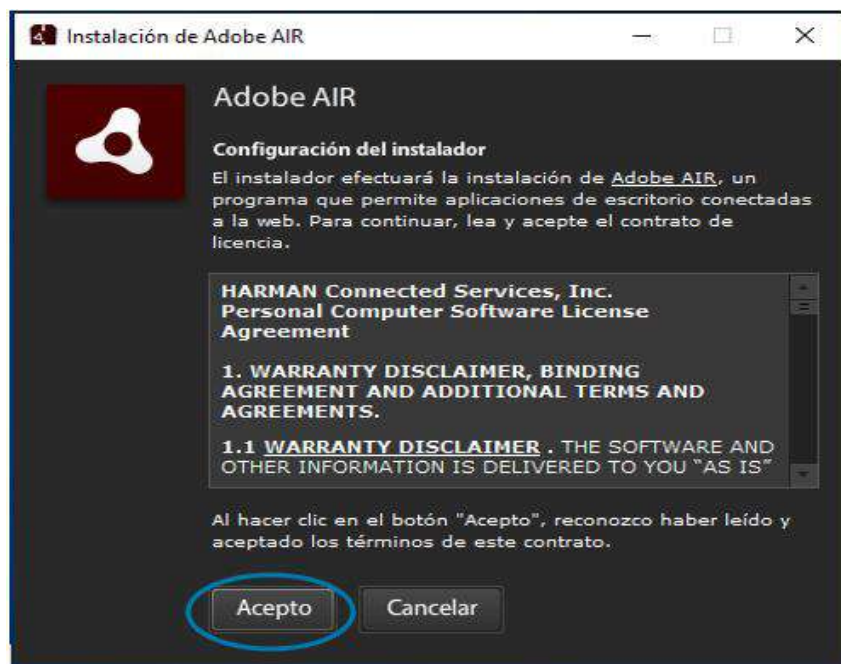 Instalación de Adobe AIR
Adobe AIR
Configuración del instalador
El instalador efectuará la instalación de Adobe AIR, un
programa que permite aplicaciones de escritorio conectadas
a la web. Para continuar, lea y acepte el contrato de
licencia.
HARMAN Connected Services, Inc.
Personal Computer Software License
Agreement
1. WARRANTY DISCLAIMER, BINDING
AGREEMENT AND ADDITIONAL TERMS AND
AGREEMENTS.
1.1 WARRANTY DISCLAIMER . THE SOFTWARE AND
OTHER INFORMATION IS DELIVERED TO YOU “AS IS”
Al hacer clic en el botón "Acepto", reconozco haber leído y
aceptado los términos de este contrato.
Acepto Cancelar